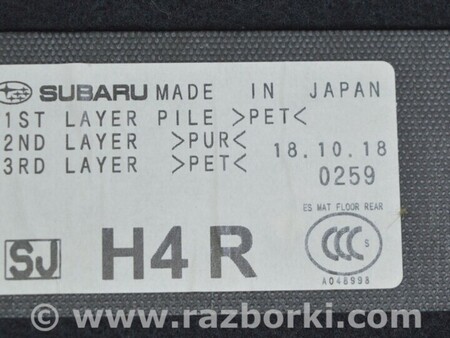 SUBARU MADE IN JAPAN
1ST LAYER PILE >PET<
2ND LAYER >PUR<
3RD LAYER >PET<
18.10.18
0259
ES MAT FLOOR REAR
SJ H4 R
CCC S
A048998
© www.razborki.com